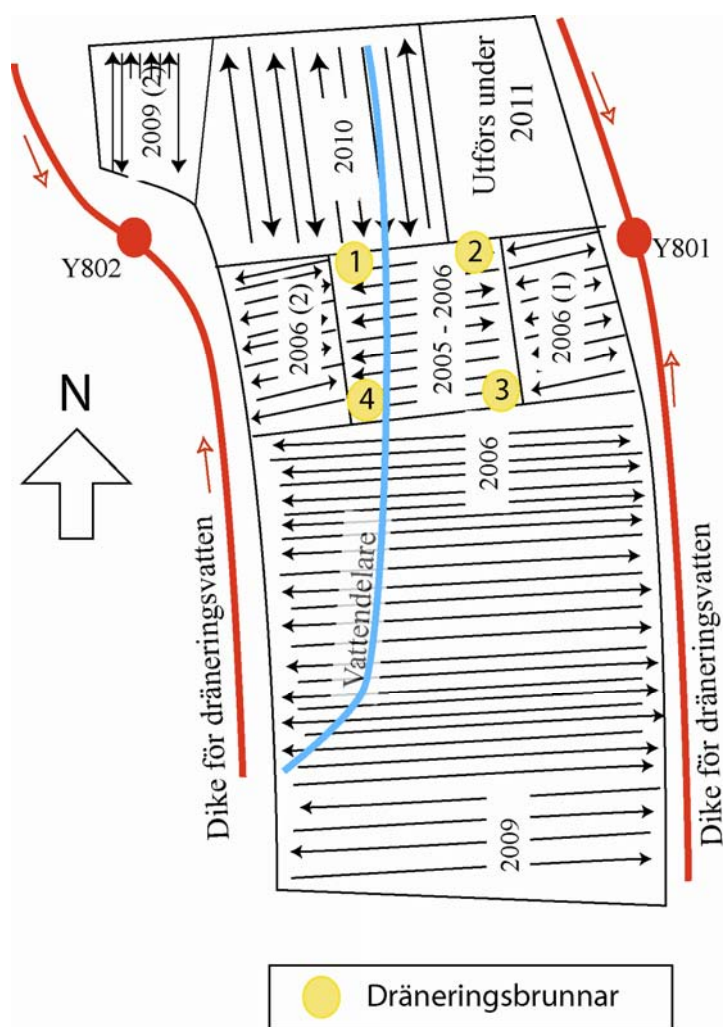 2009 (2)
2010
Utförs under
2011
Y802
Y801
1
2
2006 (2)
2005 - 2006
2006 (1)
4
3
N
2006
Vattendelare
Dike för dräneringsvatten
Dike för dräneringsvatten
2009
Dräneringsbrunnar